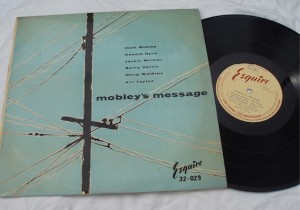 Hank Mobley
Donald Byrd
Jackie McLean
Barry Harris
Doug Watkins
Art Taylor
mobley's message
Esquire
32-029
Esquire